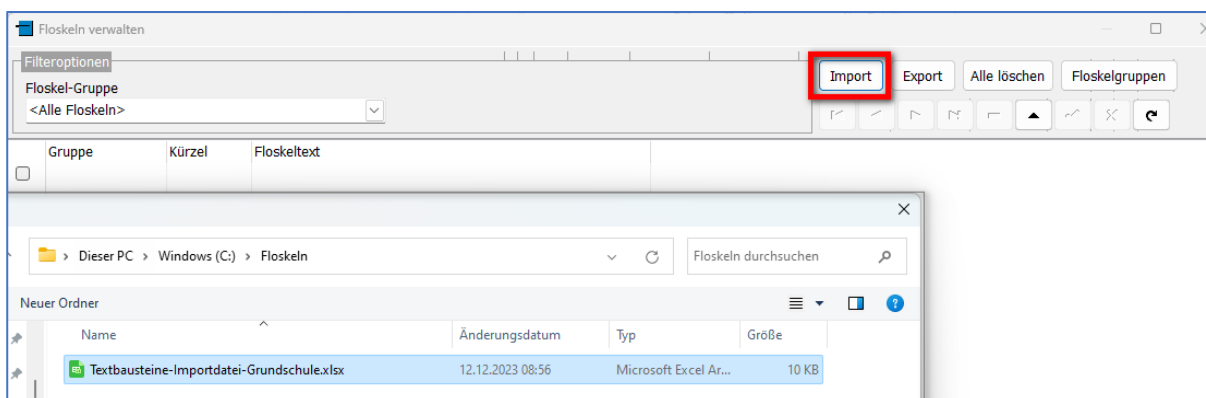 Floskeln verwalten
Filteroptionen
Floskel-Gruppe
<Alle Floskeln>
Import Export Alle löschen Floskelgruppen
Gruppe Kürzel Floskeltext
Dieser PC > Windows (C:) > Floskeln
Floskeln durchsuchen
Neuer Ordner
Name Änderungsdatum Typ Größe
Textbausteine-Importdatei-Grundschule.xlsx 12.12.2023 08:56 Microsoft Excel Ar... 10 KB